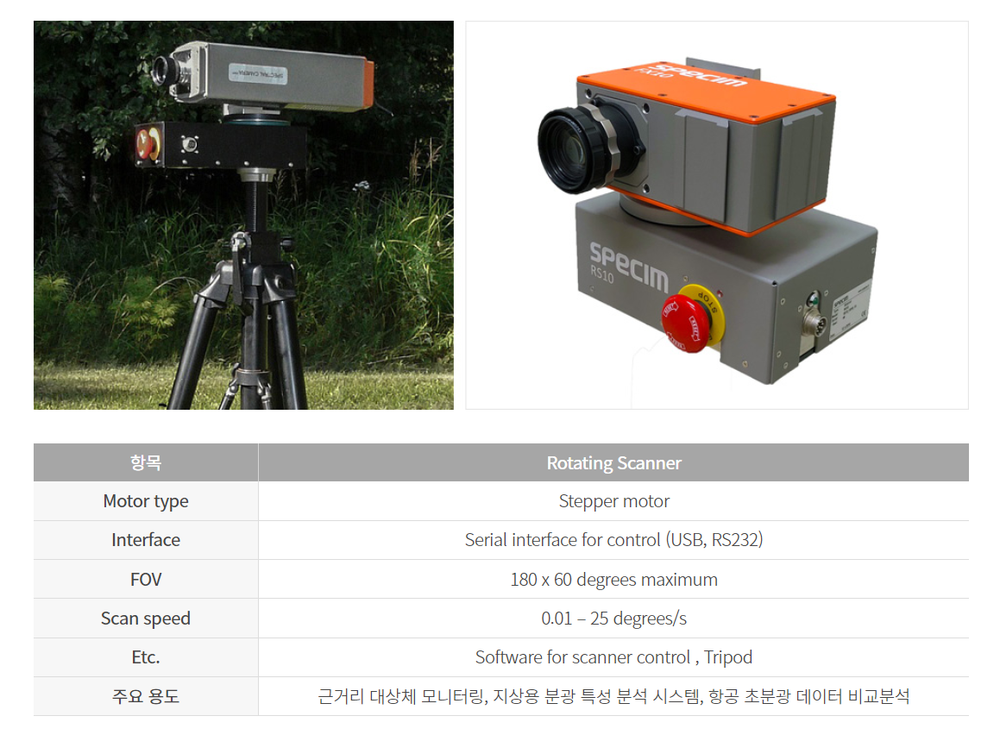 SPECTRAL CAMERA
SPECIM
FX10
SPECIM
RS10
STOP
항목 Rotating Scanner
Motor type Stepper motor
Interface Serial interface for control (USB, RS232)
FOV 180 x 60 degrees maximum
Scan speed 0.01 – 25 degrees/s
Etc. Software for scanner control , Tripod
주요 용도 근거리 대상체 모니터링, 지상용 분광 특성 분석 시스템, 항공 초분광 데이터 비교분석